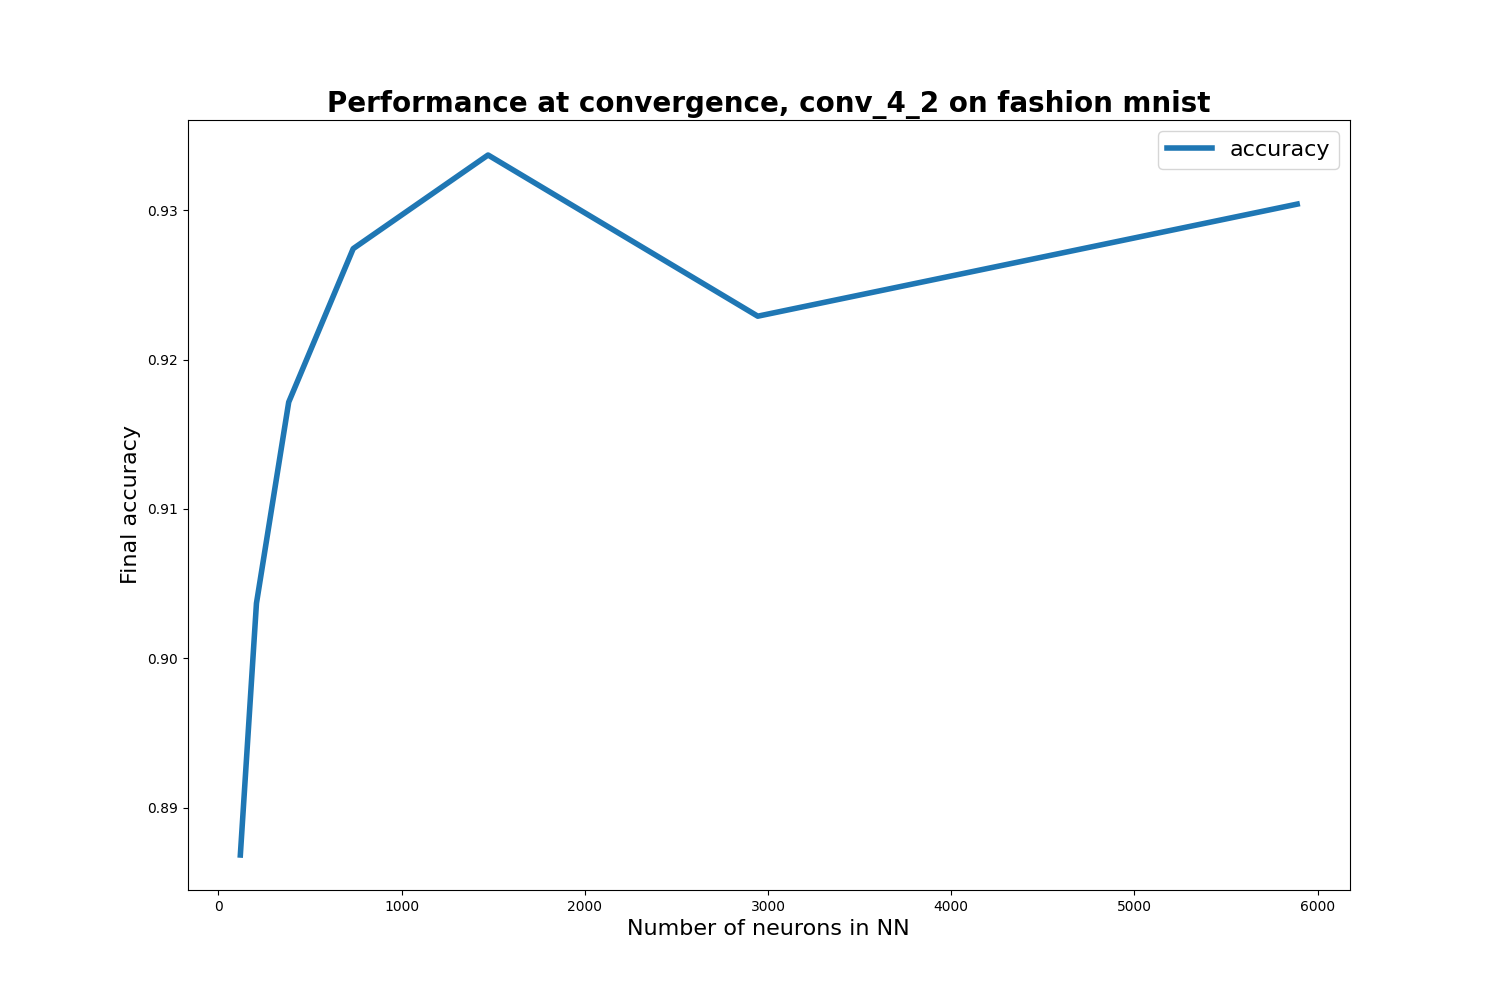 Performance at convergence, conv_4_2 on fashion mnist
accuracy
0.93
0.92
0.91
0.90
0.89
Final accuracy
0 1000 2000 3000 4000 5000 6000
Number of neurons in NN